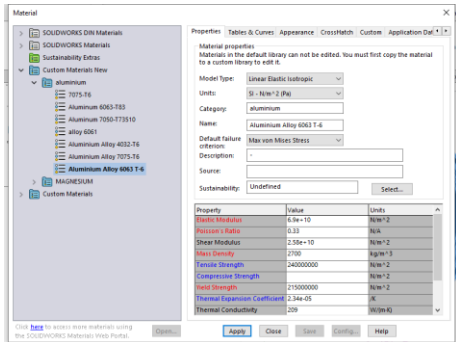 Material
SOLIDWORKS DIN Materials
SOLIDWORKS Materials
Sustainability Extras
Custom Materials New
aluminium
7075-T6
Aluminum 6063-T83
Aluminum 7050-T73510
alloy 6061
Aluminum Alloy 4032-T6
Aluminum Alloy 7075-T6
Aluminum Alloy 6063 T-6
MAGNESIUM
Custom Materials
Click here to access more materials using
the SOLIDWORKS Materials Web Portal.
Open...
Properties Tables & Curves Appearance CrossHatch Custom Application Dat
Material properties
Materials in the default library can not be edited. You must first copy the material
to a custom library to edit it.
Model Type: Linear Elastic Isotropic
Units: SI - N/m^2 (Pa)
Category: aluminium
Name: Aluminium Alloy 6063 T-6
Default failure
criterion: Max von Mises Stress
Description: -
Source:
Sustainability: Undefined Select...
Property Value Units
Elastic Modulus 6.9e+10 N/m^2
Poisson's Ratio 0.33 N/A
Shear Modulus 2.58e+10 N/m^2
Mass Density 2700 kg/m^3
Tensile Strength 240000000 N/m^2
Compressive Strength N/m^2
Yield Strength 215000000 N/m^2
Thermal Expansion Coefficient 2.34e-05 /K
Thermal Conductivity 209 W/(m·K)
Apply Close Save Config... Help